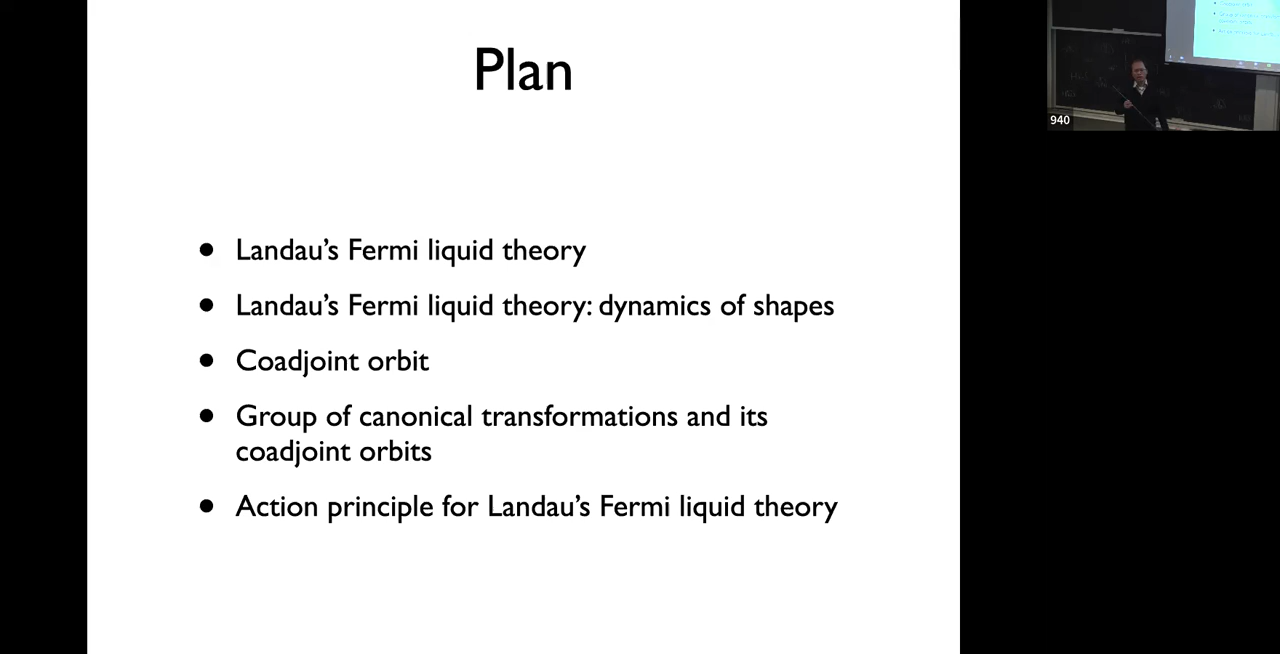 Plan
• Landau's Fermi liquid theory
• Landau's Fermi liquid theory: dynamics of shapes
• Coadjoint orbit
• Group of canonical transformations and its
coadjoint orbits
• Action principle for Landau's Fermi liquid theory
940